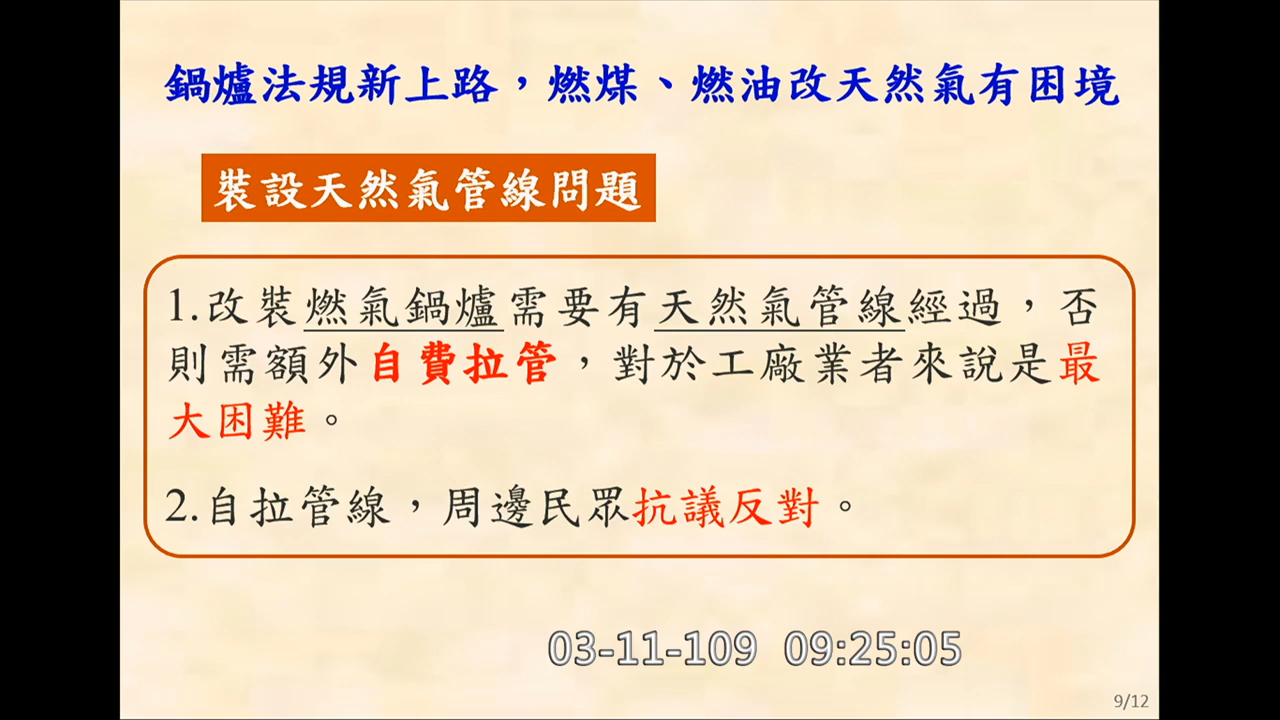 鍋爐法規新上路，燃煤、燃油改天然氣有困境
裝設天然氣管線問題
1.改裝燃氣鍋爐需要有天然氣管線經過，否
則需額外自費拉管，對於工廠業者來說是最
大困難。
2.自拉管線，周邊民眾抗議反對。
03-11-109 09:25:05
9/12